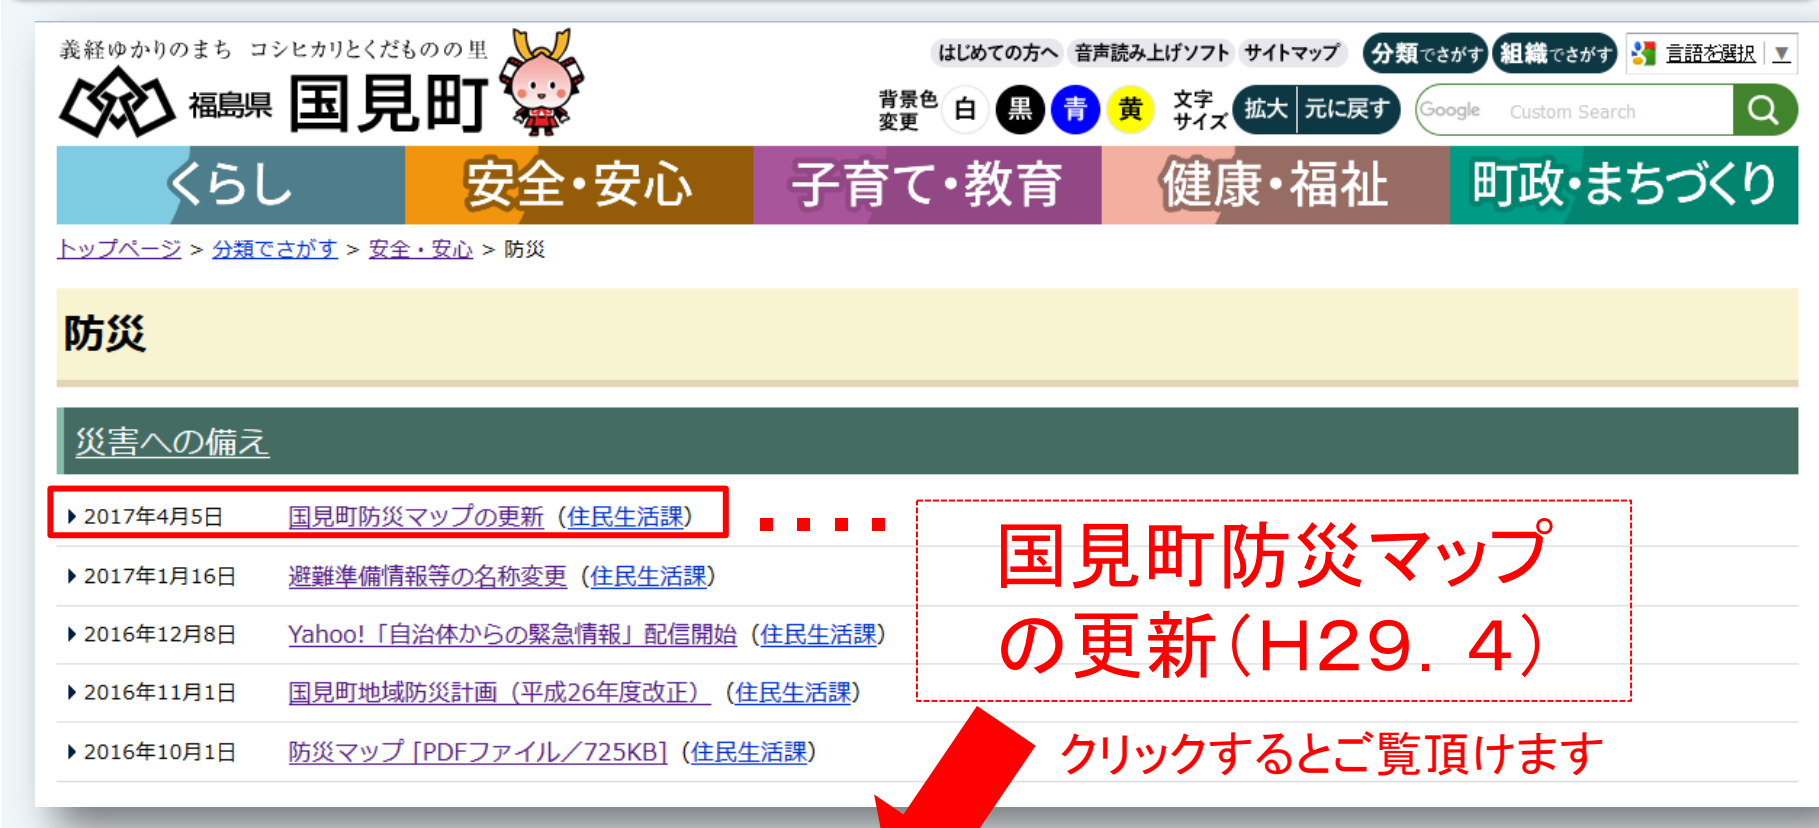 義経ゆかりのまち コシヒカリとくだものの里
福島県 国見町
はじめての方へ 音声読み上げソフト サイトマップ 分類でさがす 組織でさがす 言語を選択 ▼
背景色変更 白 黒 青 黄 文字サイズ 拡大 元に戻す Google Custom Search
くらし 安全・安心 子育て・教育 健康・福祉 町政・まちづくり
トップページ > 分類でさがす > 安全・安心 > 防災
防災
災害への備え
2017年4月5日 国見町防災マップの更新（住民生活課）
2017年1月16日 避難準備情報等の名称変更（住民生活課）
2016年12月8日 Yahoo!「自治体からの緊急情報」配信開始（住民生活課）
2016年11月1日 国見町地域防災計画（平成26年度改正）（住民生活課）
2016年10月1日 防災マップ [PDFファイル／725KB]（住民生活課）
国見町防災マップ
の更新（H29．4）
クリックするとご覧頂けます